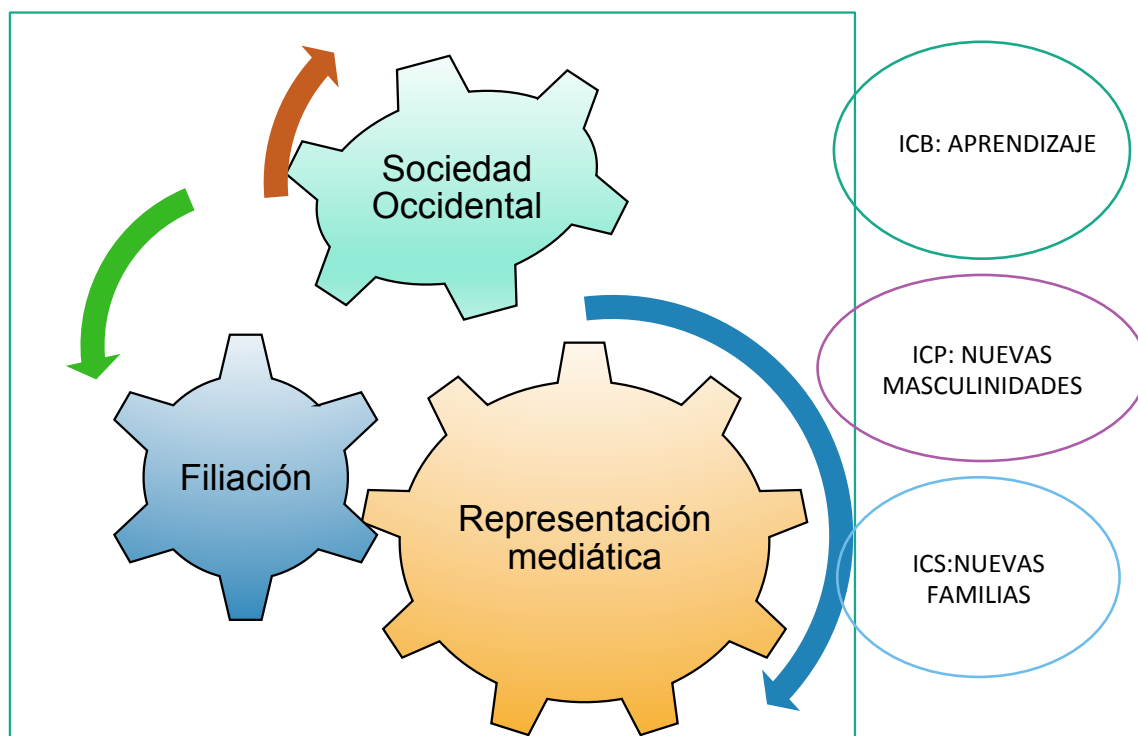 Sociedad
Occidental
Filiación
Representación
mediática
ICB: APRENDIZAJE
ICP: NUEVAS
MASCULINIDADES
ICS:NUEVAS
FAMILIAS